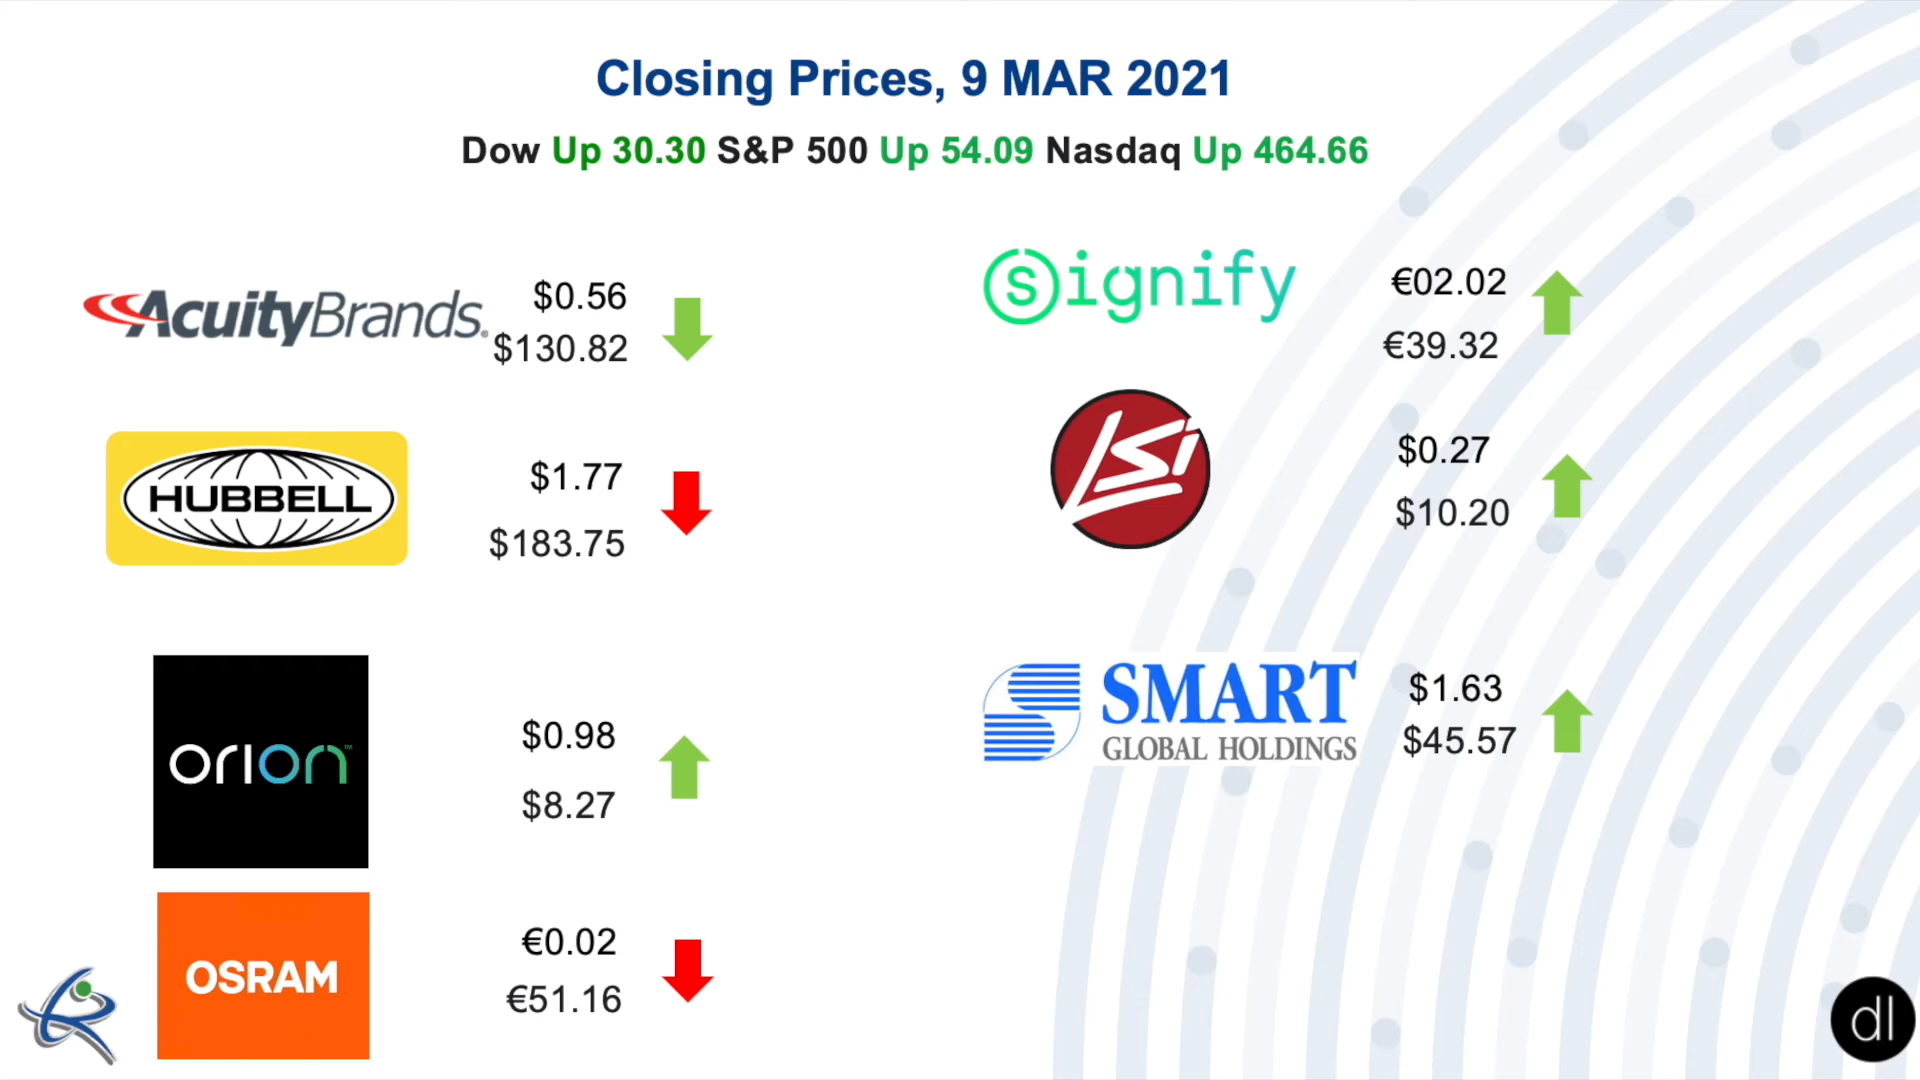 Closing Prices, 9 MAR 2021
Dow Up 30.30 S&P 500 Up 54.09 Nasdaq Up 464.66
AcuityBrands.
$0.56
$130.82
HUBBELL
$1.77
$183.75
orion™
$0.98
$8.27
OSRAM
€0.02
€51.16
signify
€02.02
€39.32
LSi
$0.27
$10.20
SMART
GLOBAL HOLDINGS
$1.63
$45.57
dl